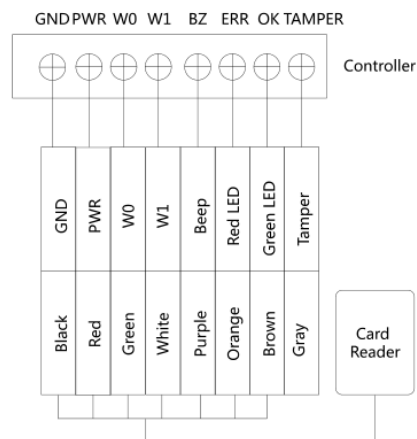 GND PWR W0 W1 BZ ERR OK TAMPER
Controller
GND PWR W0 W1 Beep Red LED Green LED Tamper
Black Red Green White Purple Orange Brown Gray
Card
Reader